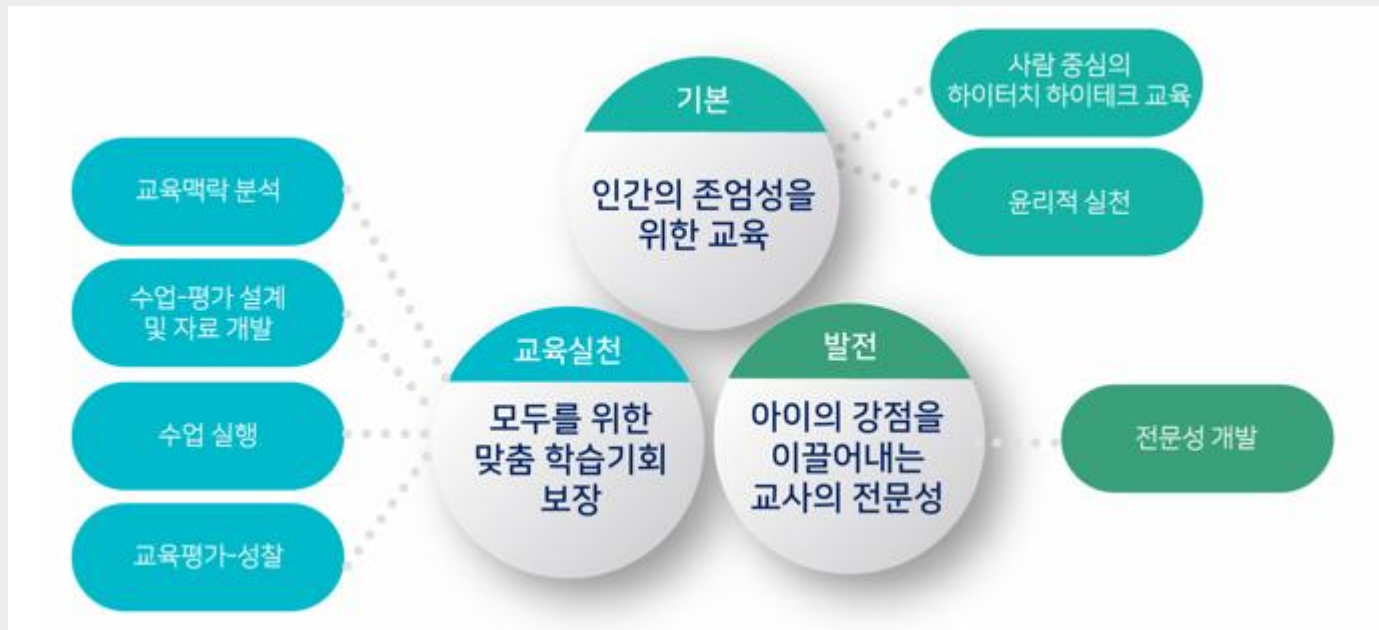 기본
인간의 존엄성을
위한 교육
사람 중심의
하이터치 하이테크 교육
윤리적 실천
교육맥락 분석
수업-평가 설계
및 자료 개발
수업 실행
교육평가-성찰
교육실천
모두를 위한
맞춤 학습기회
보장
발전
아이의 강점을
이끌어내는
교사의 전문성
전문성 개발